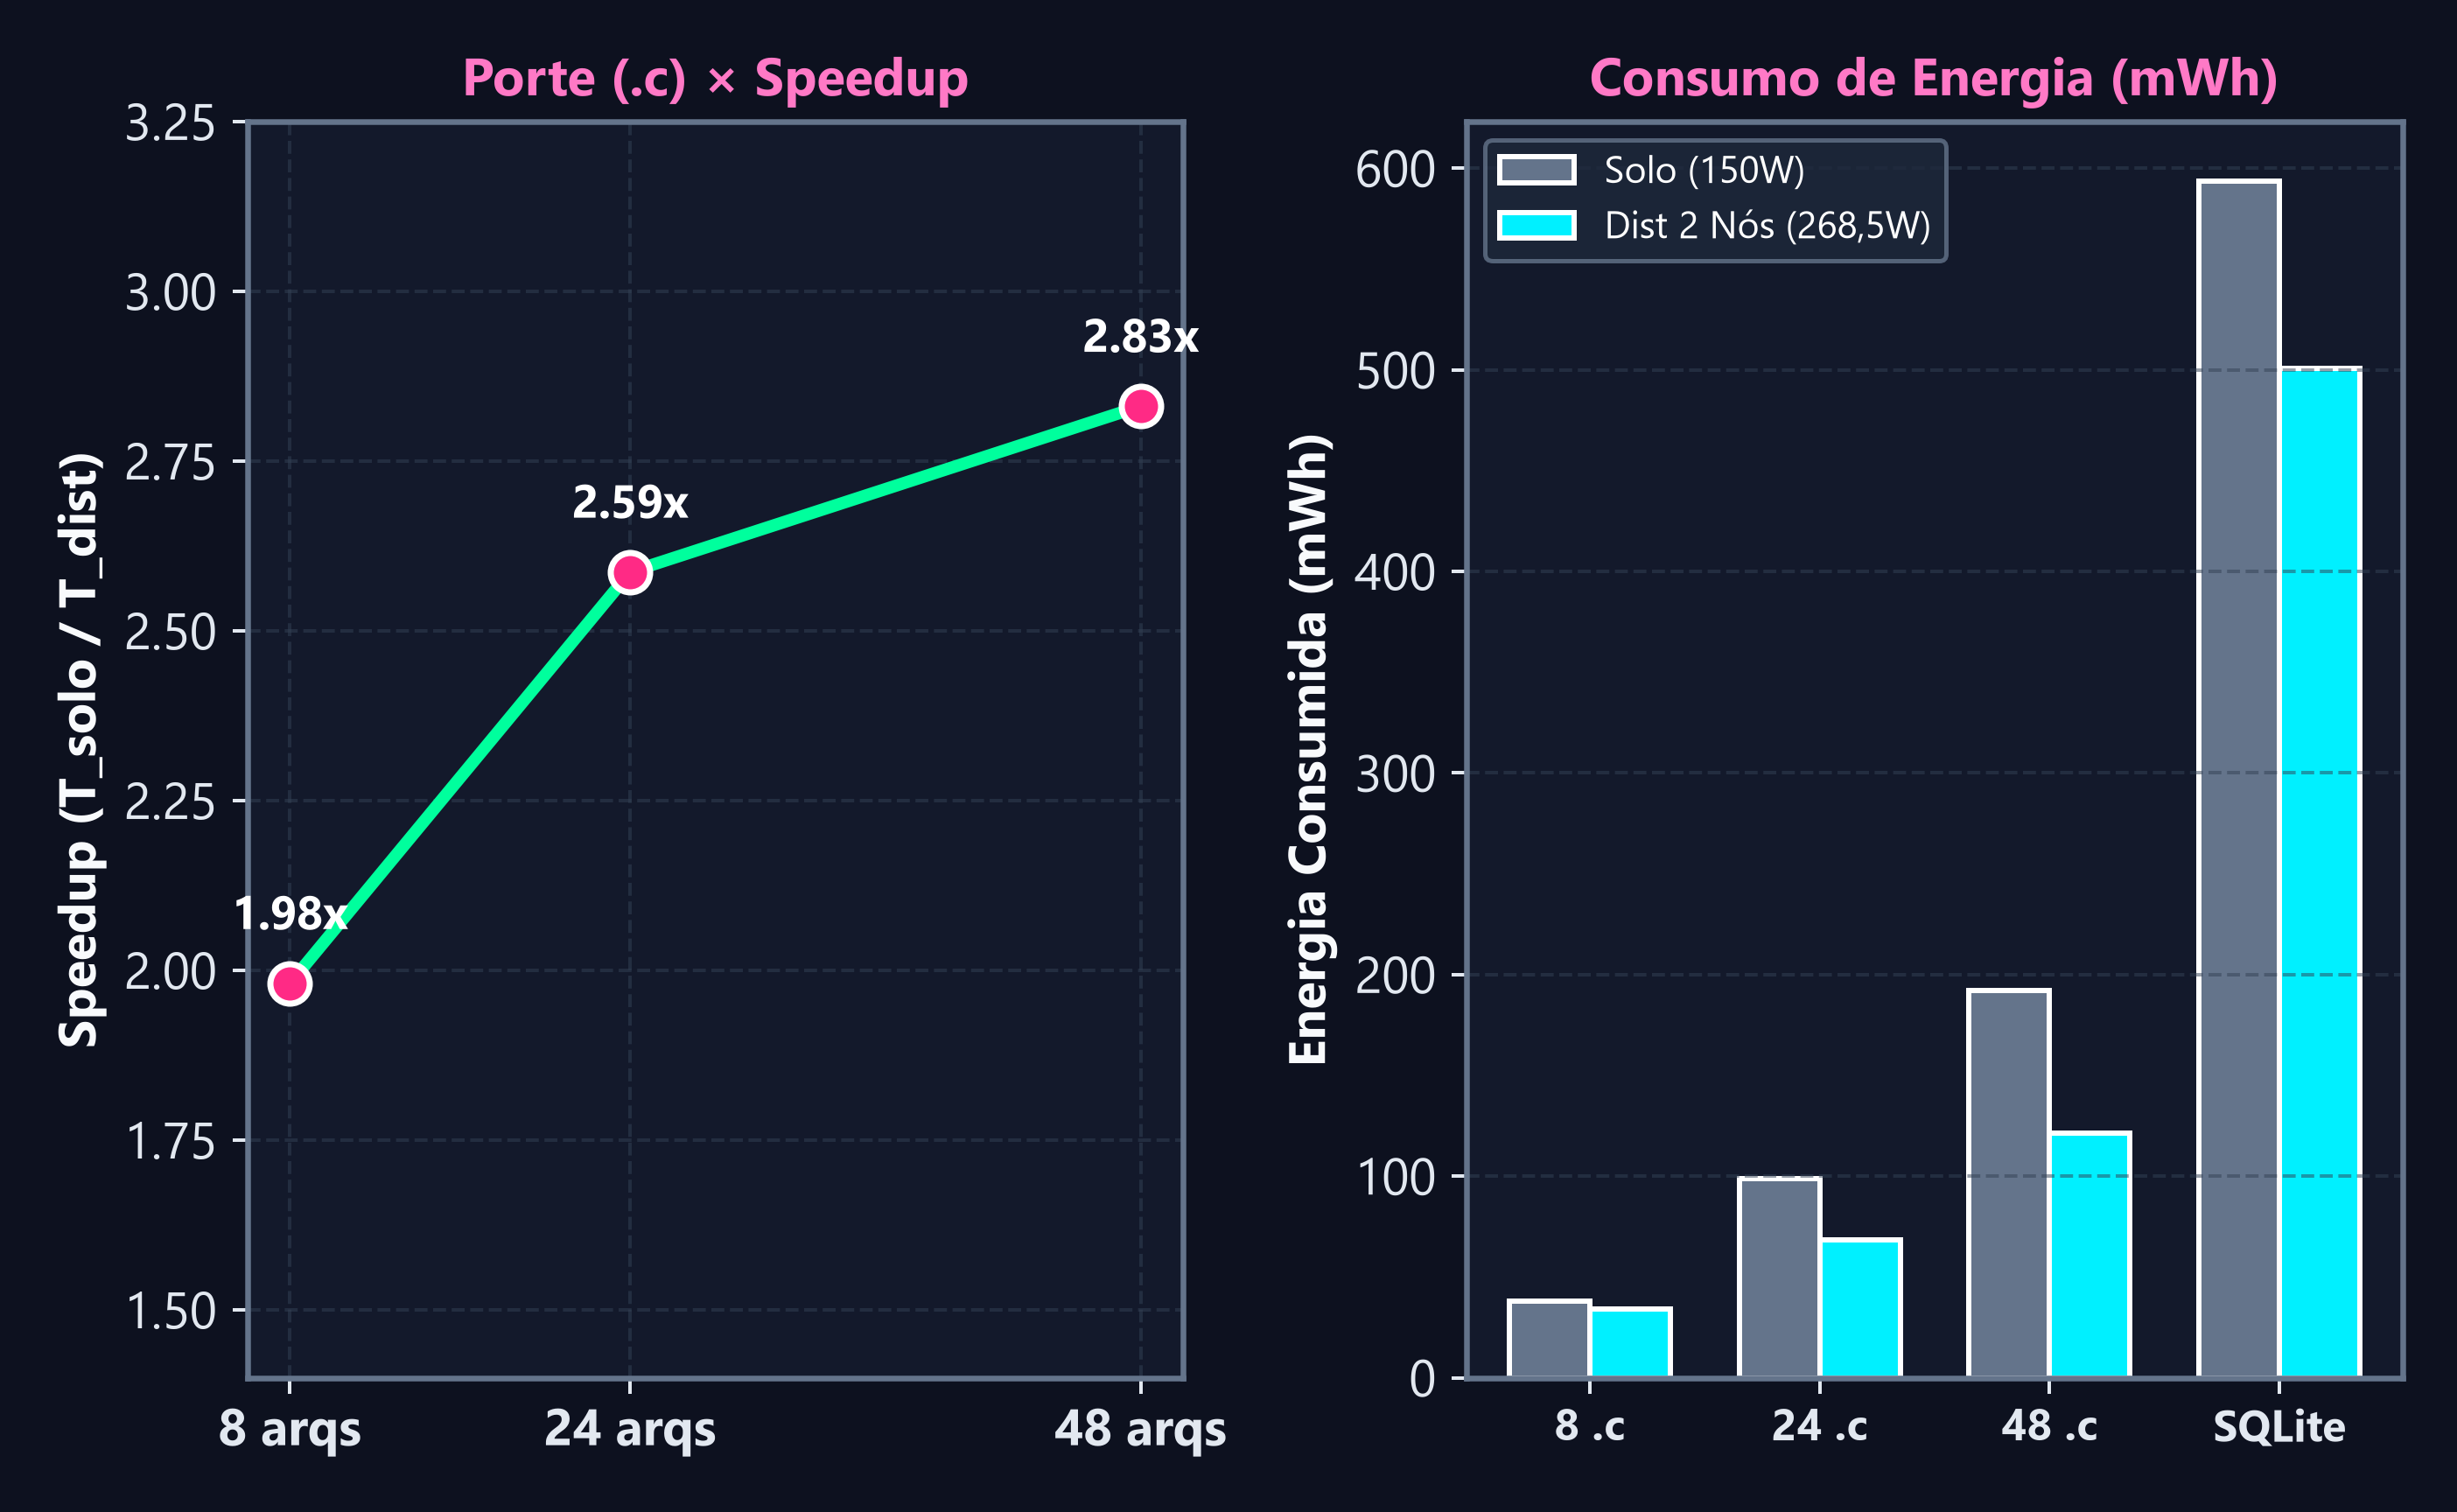 Porte (.c) × Speedup
Speedup (T_solo / T_dist)
3.25
3.00
2.75
2.50
2.25
2.00
1.75
1.50
1.98x
2.59x
2.83x
8 arqs
24 arqs
48 arqs
Consumo de Energia (mWh)
Energia Consumida (mWh)
600
500
400
300
200
100
0
Solo (150W)
Dist 2 Nós (268,5W)
8 .c
24 .c
48 .c
SQLite